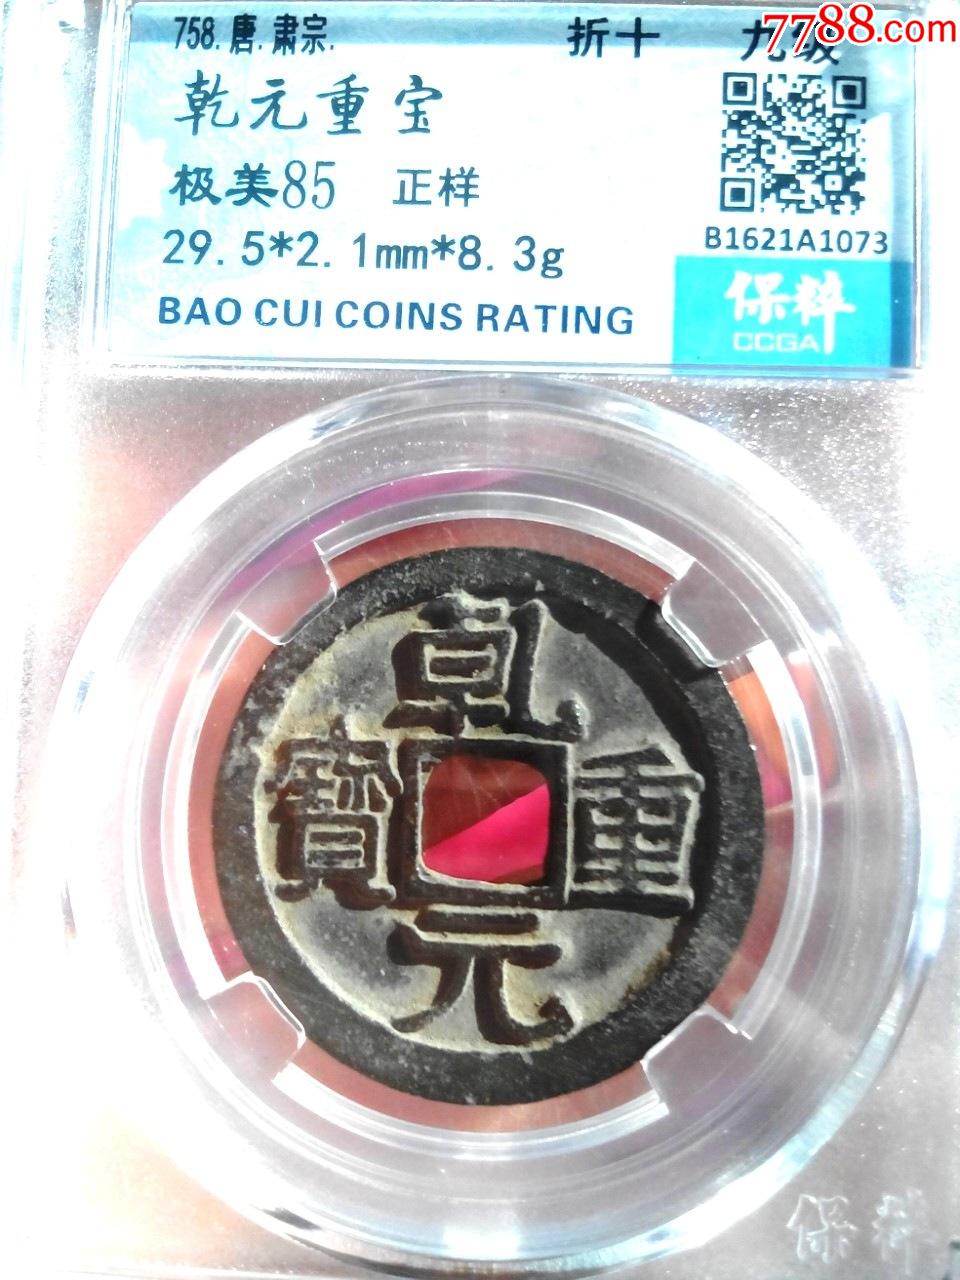 7788.com
758.唐.肃宗. 折十 九级
乾元重宝
极美85 正样
29.5*2.1mm*8.3g
B1621A1073
BAO CUI COINS RATING
保粹
CCGA
乾
寶 重
元
保粹